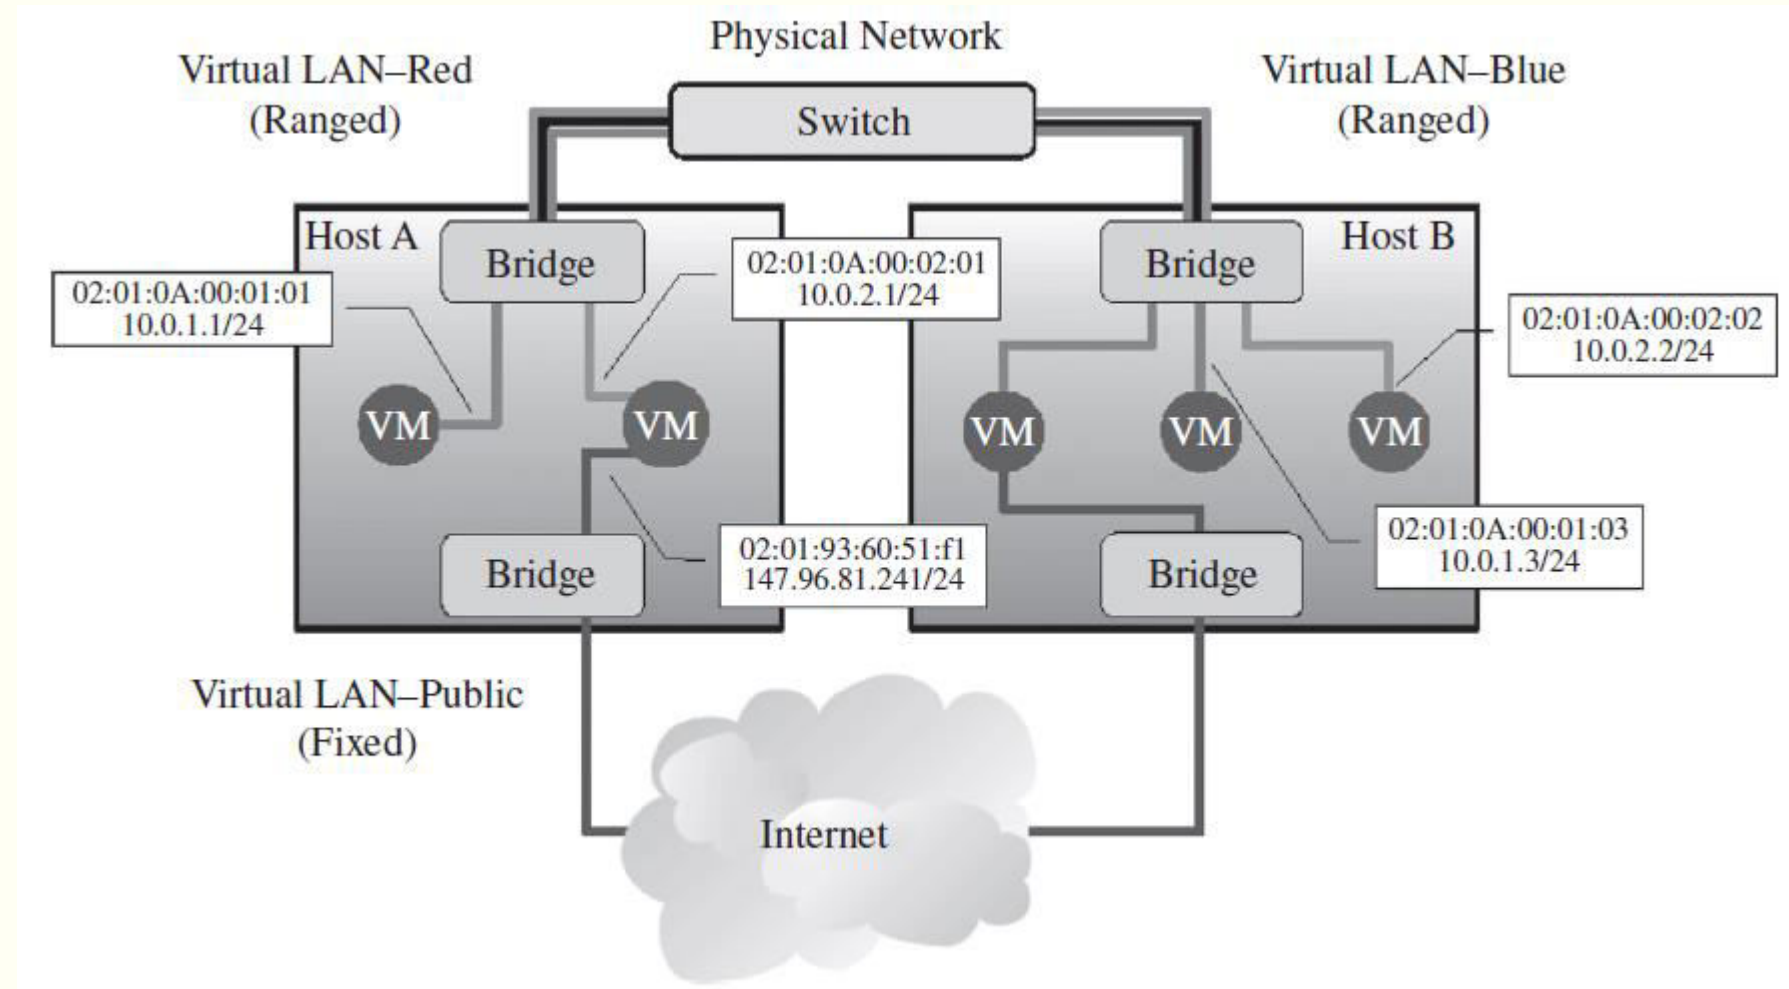 Physical Network
Virtual LAN–Red
(Ranged)
Virtual LAN–Blue
(Ranged)
Switch
Host A
Bridge
02:01:0A:00:02:01
10.0.2.1/24
Bridge
Host B
02:01:0A:00:01:01
10.0.1.1/24
02:01:0A:00:02:02
10.0.2.2/24
VM
VM
VM
VM
VM
02:01:93:60:51:f1
147.96.81.241/24
02:01:0A:00:01:03
10.0.1.3/24
Bridge
Bridge
Virtual LAN–Public
(Fixed)
Internet